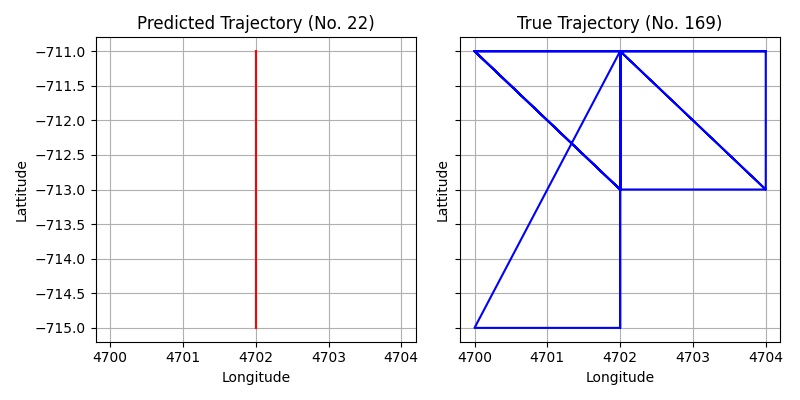 Predicted Trajectory (No. 22)
True Trajectory (No. 169)
Lattitude
−711.0
−711.5
−712.0
−712.5
−713.0
−713.5
−714.0
−714.5
−715.0
4700 4701 4702 4703 4704
Longitude
Lattitude
4700 4701 4702 4703 4704
Longitude